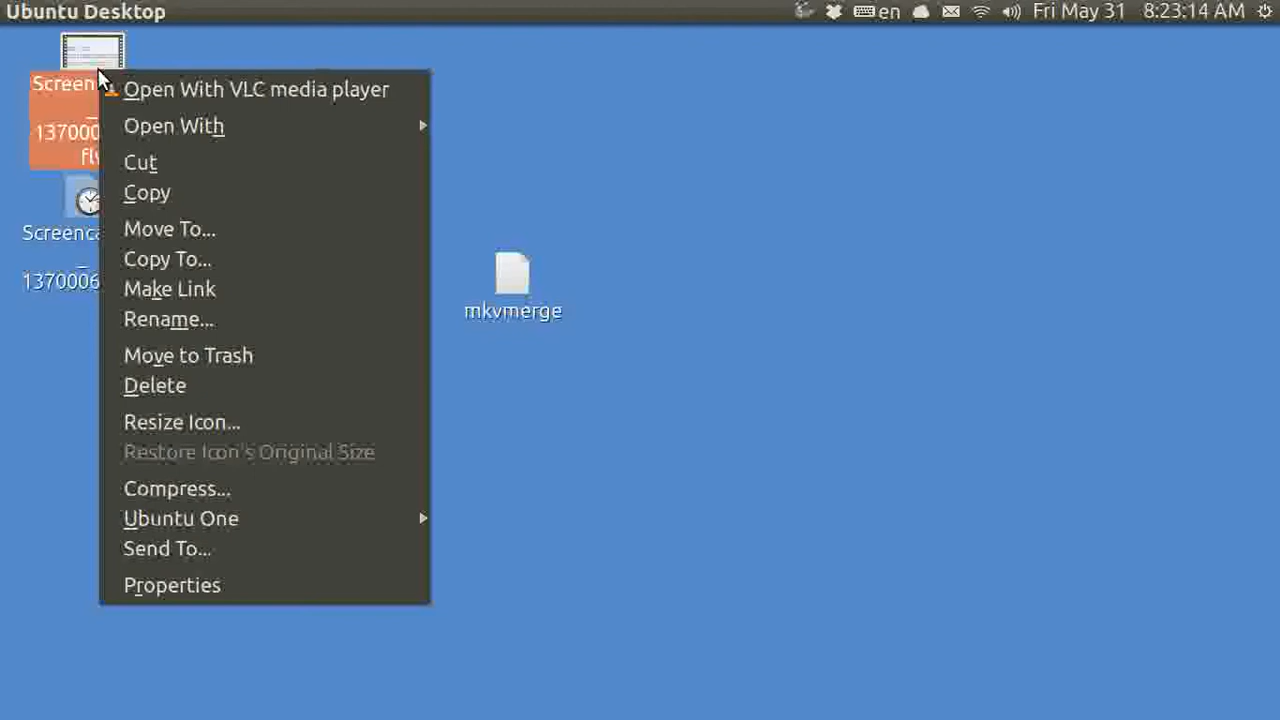 Ubuntu Desktop
en
Fri May 31
8:23:14 AM
Screen
_
137000
fl
Screenca
_
1370006
Open With VLC media player
Open With
Cut
Copy
Move To...
Copy To...
Make Link
Rename...
Move to Trash
Delete
Resize Icon...
Restore Icon's Original Size
Compress...
Ubuntu One
Send To...
Properties
mkvmerge